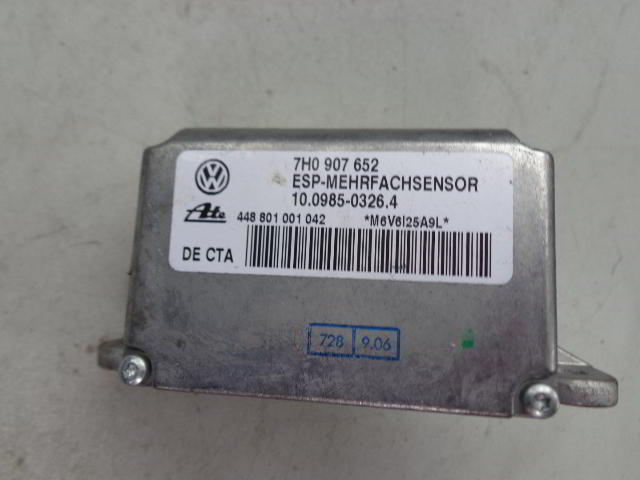 7H0 907 652
ESP-MEHRFACHSENSOR
10.0985-0326.4
Ate
448 801 001 042 *M6V6I25A9L*
DE CTA
728 9.06